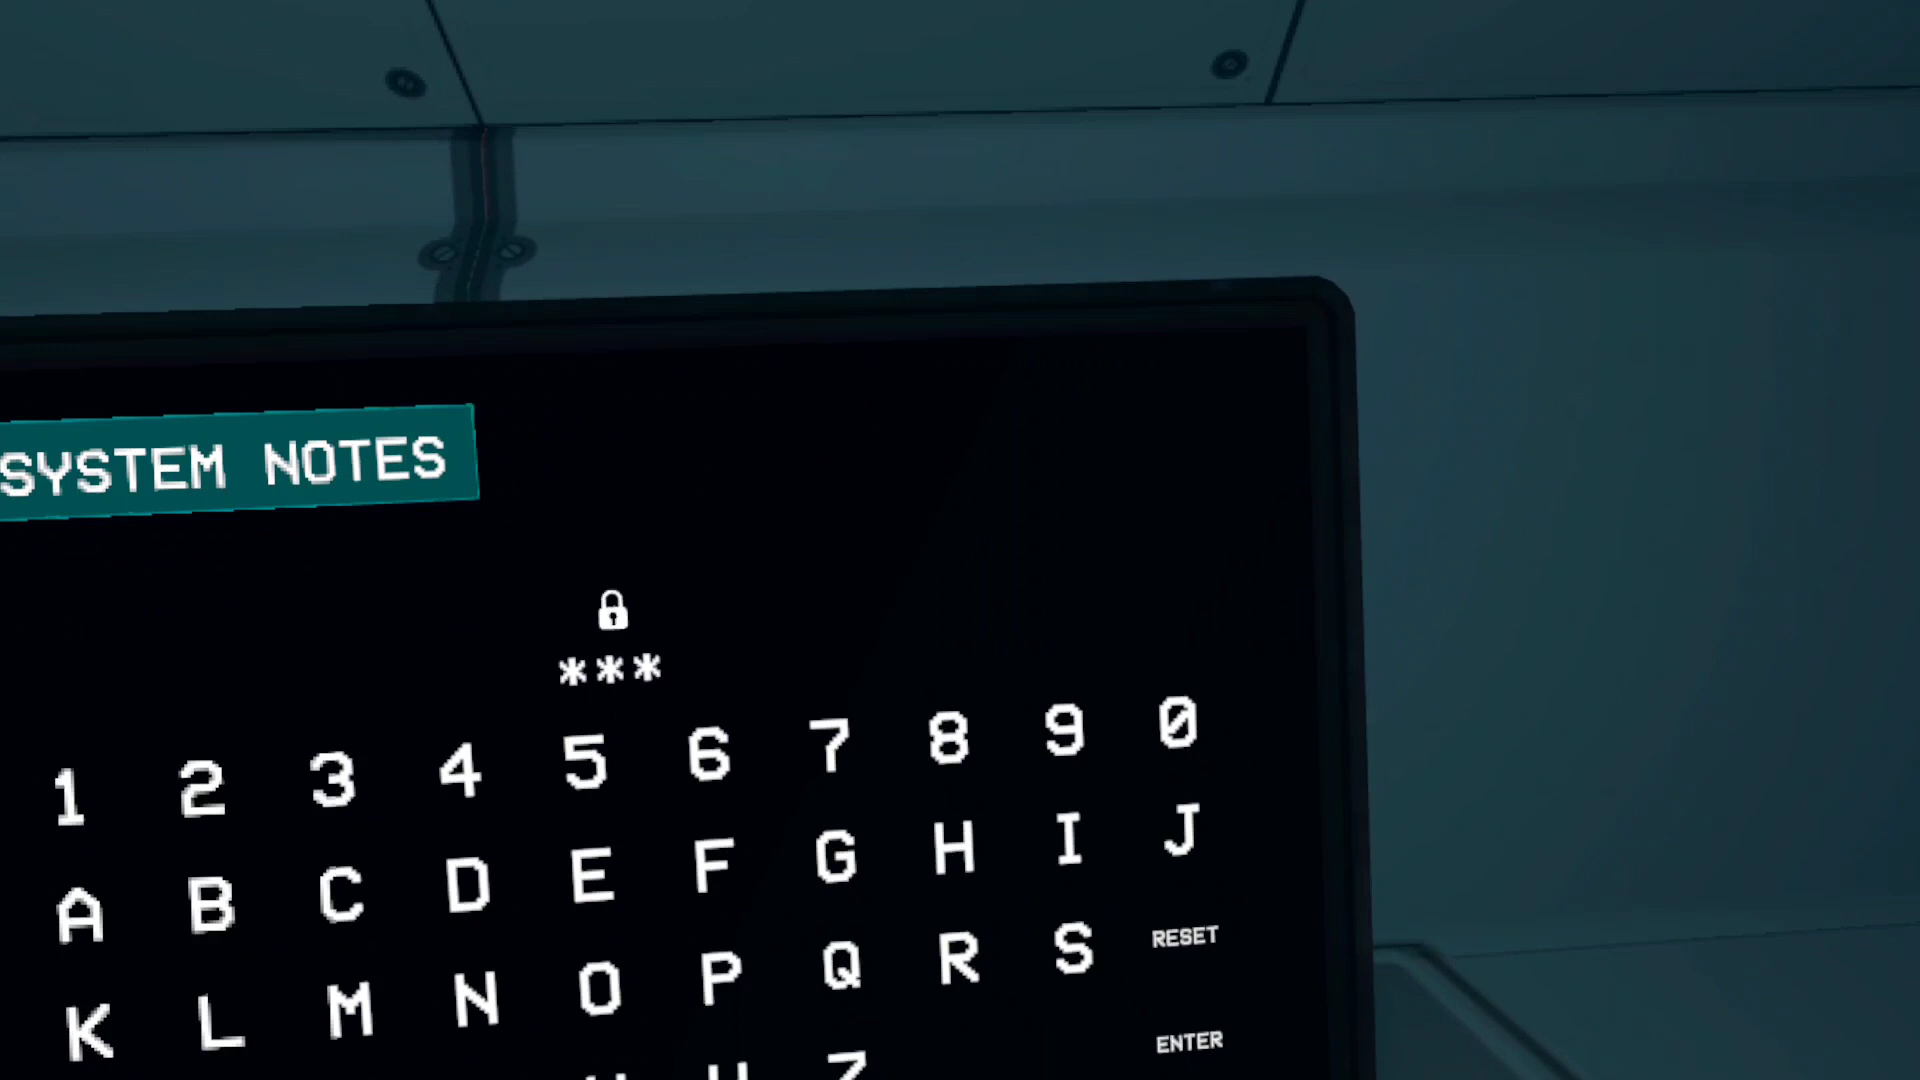 SYSTEM NOTES
***
1 2 3 4 5 6 7 8 9 0
A B C D E F G H I J
K L M N O P Q R S RESET
Z ENTER